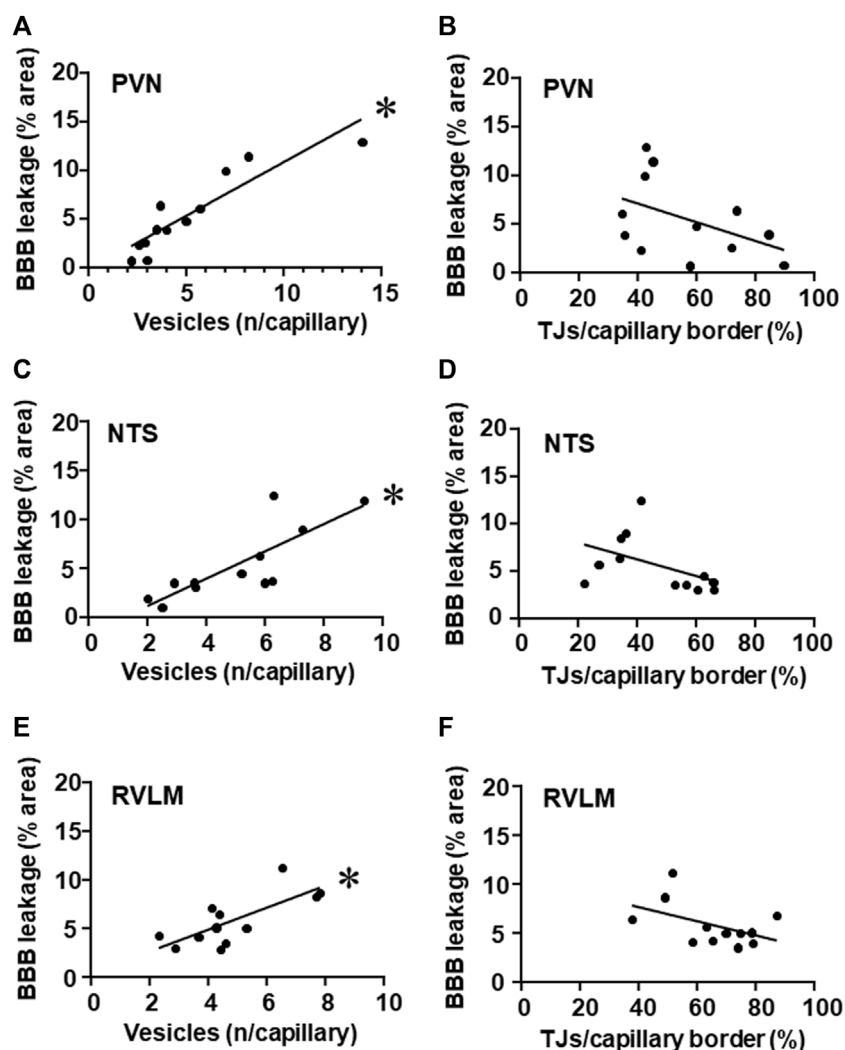 A
BBB leakage (% area)
20
15
10
5
0
PVN
*
0 5 10 15
Vesicles (n/capillary)
B
BBB leakage (% area)
20
15
10
5
0
PVN
0 20 40 60 80 100
TJs/capillary border (%)
C
BBB leakage (% area)
20
15
10
5
0
NTS
*
0 2 4 6 8 10
Vesicles (n/capillary)
D
BBB leakage (% area)
20
15
10
5
0
NTS
0 20 40 60 80 100
TJs/capillary border (%)
E
BBB leakage (% area)
20
15
10
5
0
RVLM
*
0 2 4 6 8 10
Vesicles (n/capillary)
F
BBB leakage (% area)
20
15
10
5
0
RVLM
0 20 40 60 80 100
TJs/capillary border (%)